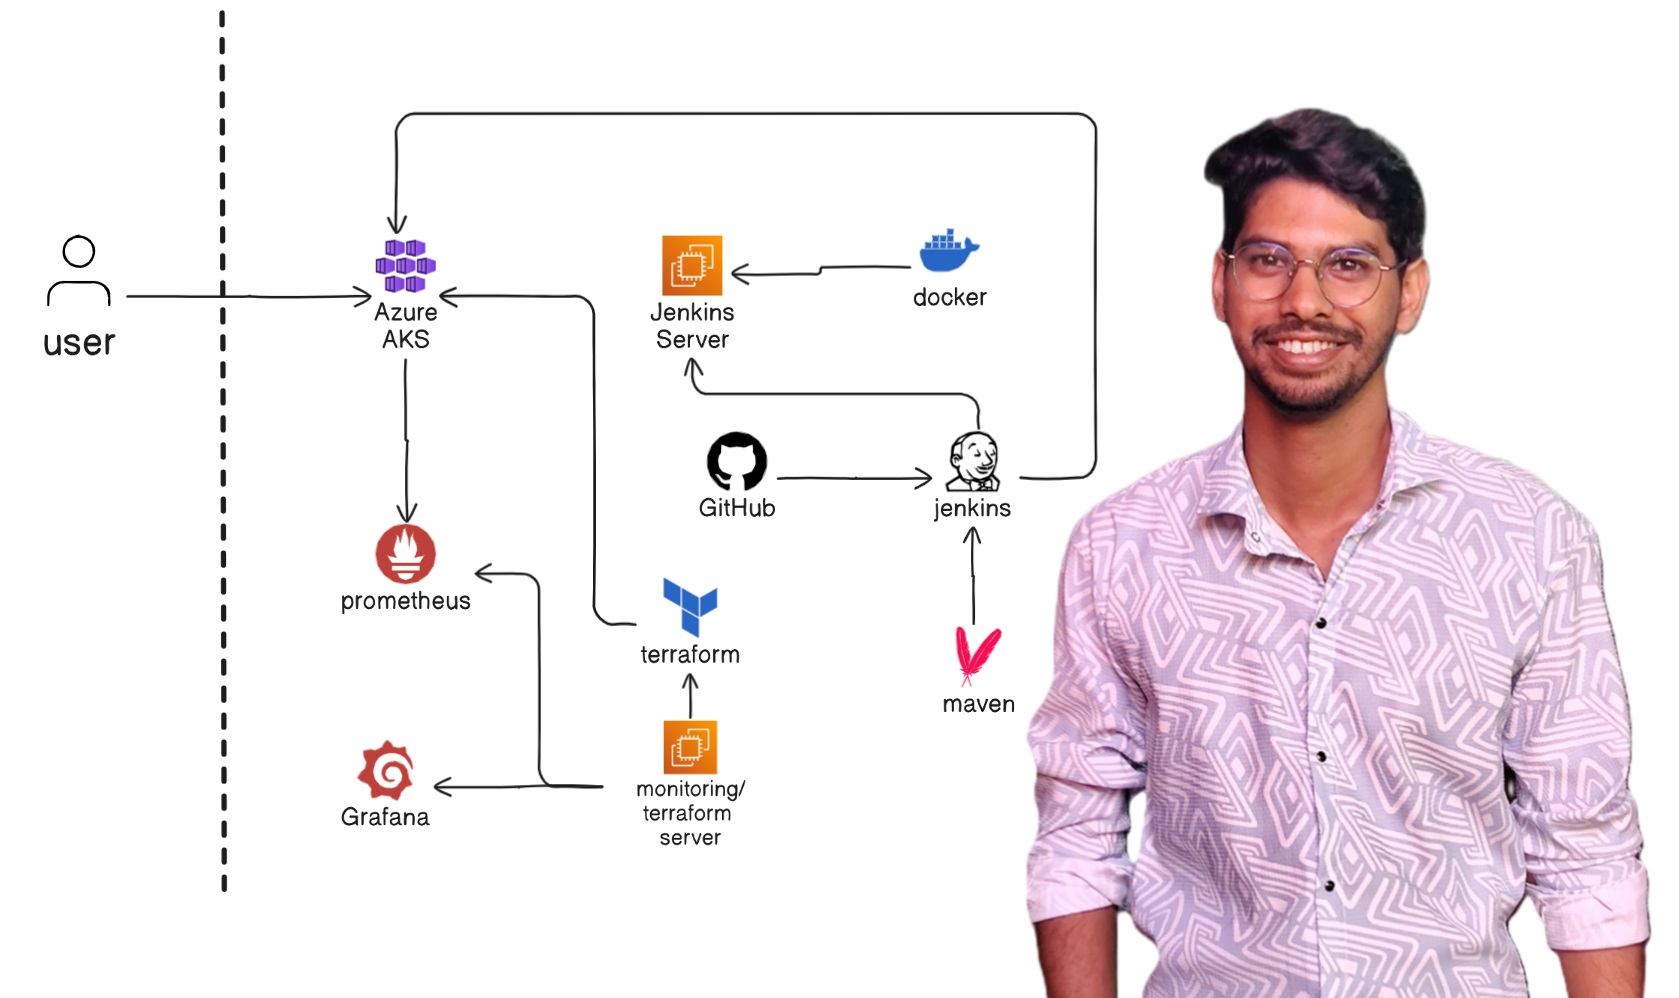 user
Azure
AKS
Jenkins
Server
docker
GitHub
jenkins
prometheus
terraform
maven
monitoring/
terraform
server
Grafana